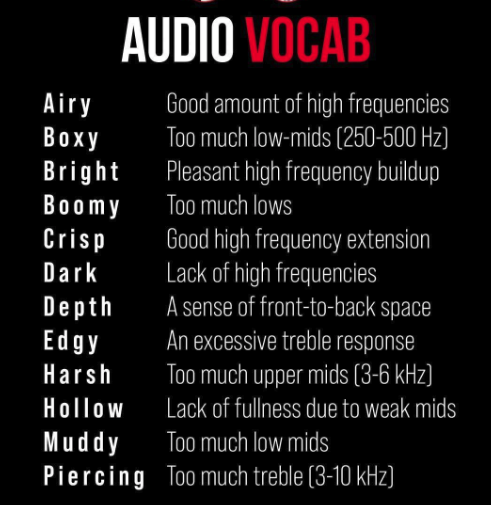 AUDIO VOCAB
Airy Good amount of high frequencies
Boxy Too much low-mids (250-500 Hz)
Bright Pleasant high frequency buildup
Boomy Too much lows
Crisp Good high frequency extension
Dark Lack of high frequencies
Depth A sense of front-to-back space
Edgy An excessive treble response
Harsh Too much upper mids (3-6 kHz)
Hollow Lack of fullness due to weak mids
Muddy Too much low mids
Piercing Too much treble (3-10 kHz)